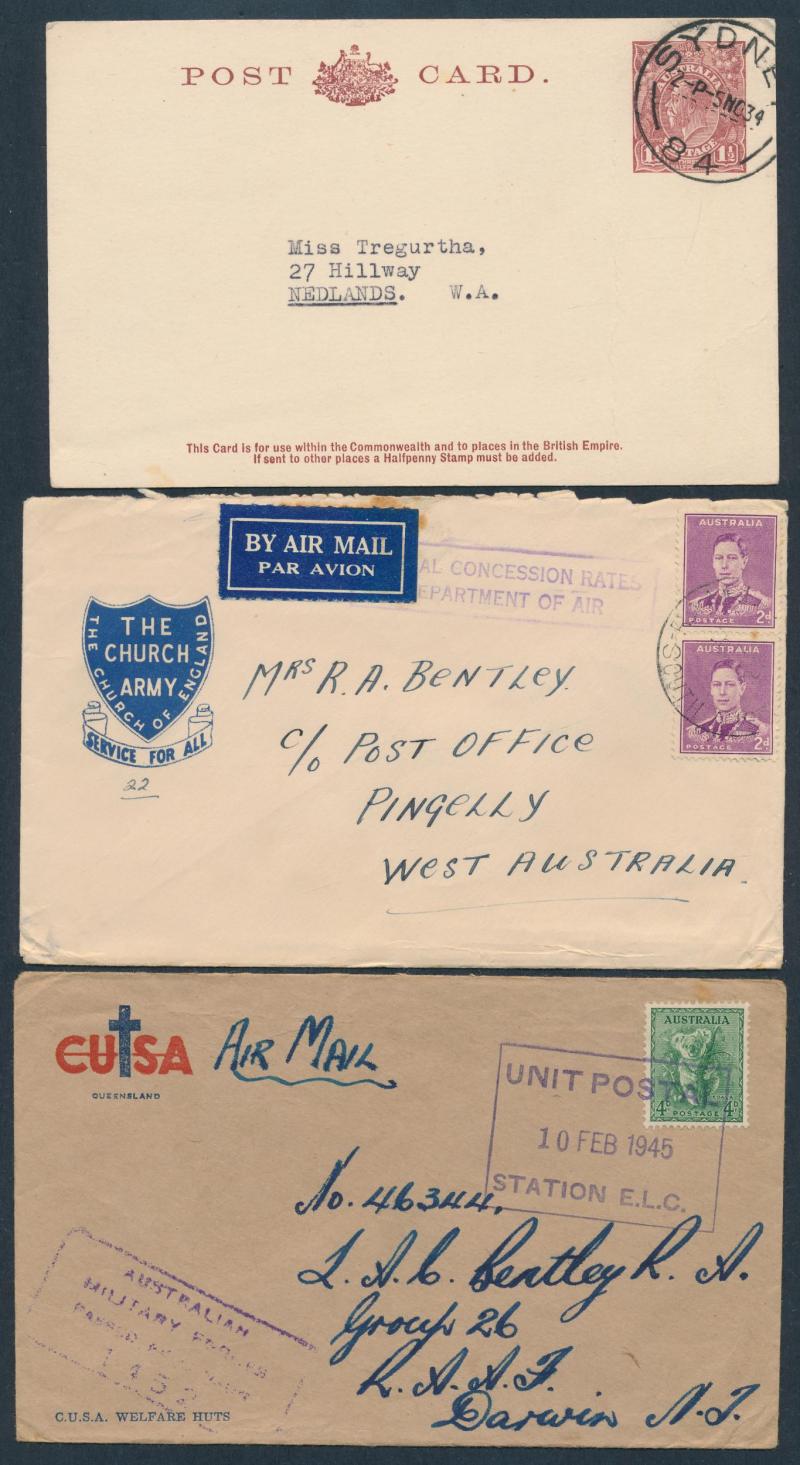 POST CARD.
AUSTRALIA
POSTAGE
1½
SYDNEY
2-P-5NO34
84
Miss Tregurtha,
27 Hillway
NEDLANDS. W.A.
This Card is for use within the Commonwealth and to places in the British Empire.
If sent to other places a Halfpenny Stamp must be added.
BY AIR MAIL
PAR AVION
CONCESSION RATES
DEPARTMENT OF AIR
AUSTRALIA
POSTAGE 2d
AUSTRALIA
POSTAGE 2d
THE
CHURCH
ARMY
THE CHURCH OF ENGLAND
SERVICE FOR ALL
22
MRS R. A. BENTLEY.
C/O POST OFFICE
PINGELLY
WEST AUSTRALIA.
CUSA
QUEENSLAND
AIR MAIL
AUSTRALIA
4D POSTAGE 4D
UNIT POSTAL
10 FEB 1945
STATION E.L.C.
No. 46344.
L. A. C. Bentley R. A.
Group 26
R. A. A. F.
Darwin N. T.
AUSTRALIAN
MILITARY FORCES
PASSED
1452
C.U.S.A. WELFARE HUTS